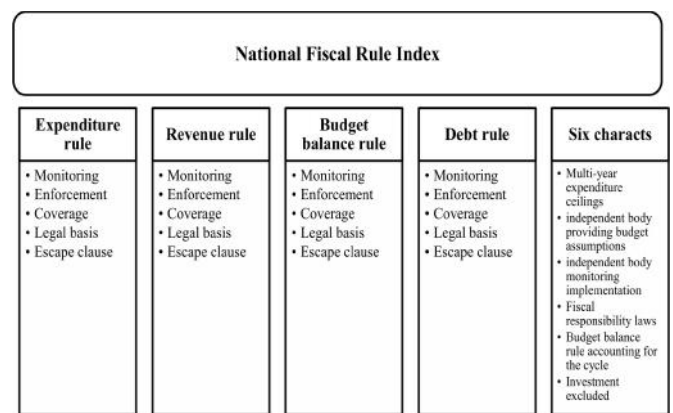 National Fiscal Rule Index
Expenditure
rule
• Monitoring
• Enforcement
• Coverage
• Legal basis
• Escape clause
Revenue rule
• Monitoring
• Enforcement
• Coverage
• Legal basis
• Escape clause
Budget
balance rule
• Monitoring
• Enforcement
• Coverage
• Legal basis
• Escape clause
Debt rule
• Monitoring
• Enforcement
• Coverage
• Legal basis
• Escape clause
Six characts
• Multi-year
expenditure
ceilings
• independent body
providing budget
assumptions
• independent body
monitoring
implementation
• Fiscal
responsibility laws
• Budget balance
rule accounting for
the cycle
• Investment
excluded